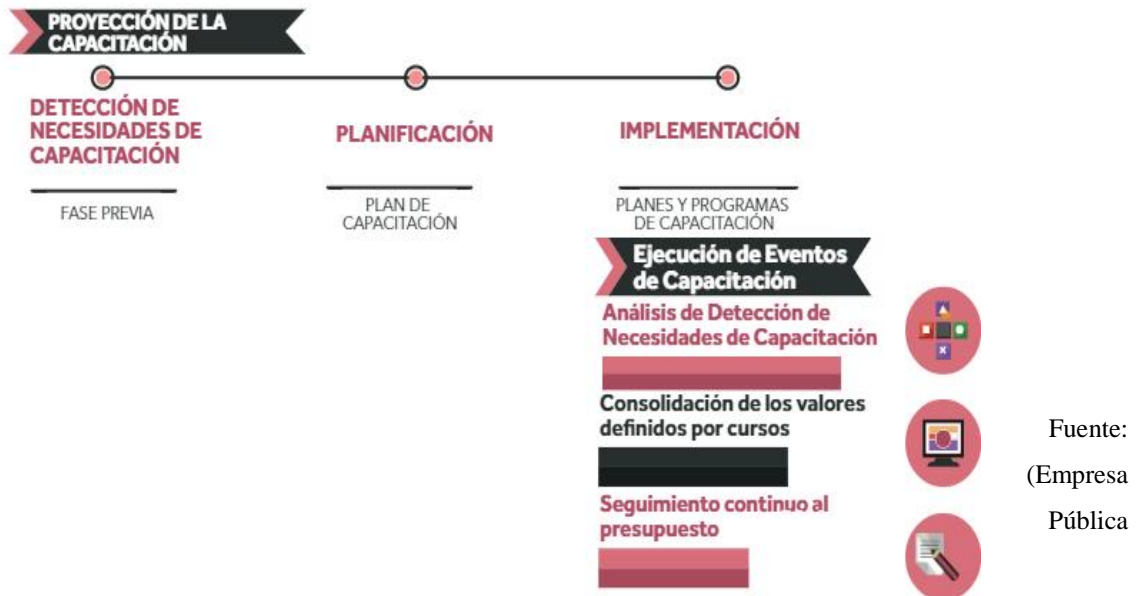 PROYECCIÓN DE LA
CAPACITACIÓN
DETECCIÓN DE
NECESIDADES DE
CAPACITACIÓN
FASE PREVIA
PLANIFICACIÓN
PLAN DE
CAPACITACIÓN
IMPLEMENTACIÓN
PLANES Y PROGRAMAS
DE CAPACITACIÓN
Ejecución de Eventos
de Capacitación
Análisis de Detección de
Necesidades de Capacitación
Consolidación de los valores
definidos por cursos
Seguimiento continuo al
presupuesto
Fuente:
(Empresa
Pública